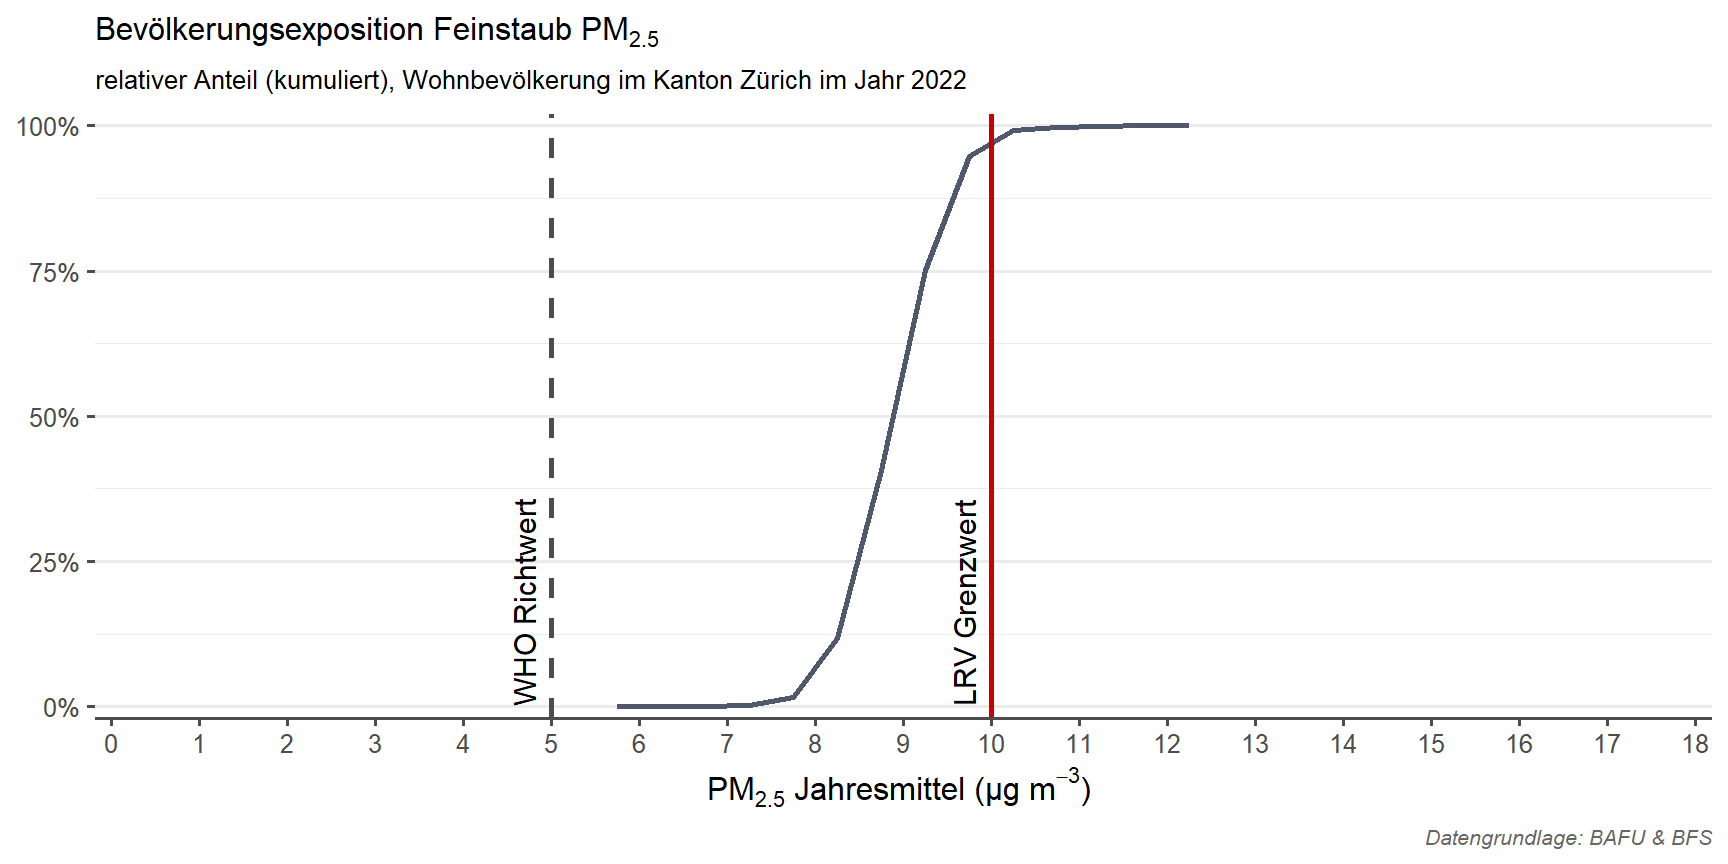 Bevölkerungsexposition Feinstaub PM₂.₅
relativer Anteil (kumuliert), Wohnbevölkerung im Kanton Zürich im Jahr 2022
100%
75%
50%
25%
0%
WHO Richtwert
LRV Grenzwert
0 1 2 3 4 5 6 7 8 9 10 11 12 13 14 15 16 17 18
PM₂.₅ Jahresmittel (µg m⁻³)
Datengrundlage: BAFU & BFS